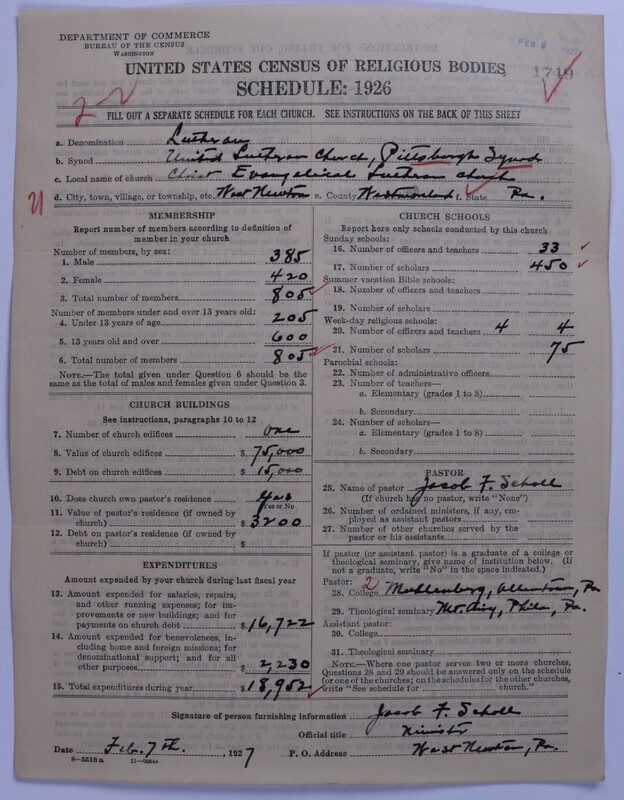 DEPARTMENT OF COMMERCE
BUREAU OF THE CENSUS
WASHINGTON
FEB 9 1927
UNITED STATES CENSUS OF RELIGIOUS BODIES
1749
SCHEDULE: 1926
2-2
FILL OUT A SEPARATE SCHEDULE FOR EACH CHURCH. SEE INSTRUCTIONS ON THE BACK OF THIS SHEET
a. Denomination Lutheran
b. Synod United Lutheran Church, Pittsburgh Synod
c. Local name of church Christ Evangelical Lutheran Church
d. City, town, village, or township, etc. West Newton e. County Westmoreland f. State Pa.
MEMBERSHIP
Report number of members according to definition of
member in your church
Number of members, by sex:
1. Male 385
2. Female 420
3. Total number of members 805
Number of members under and over 13 years old:
4. Under 13 years of age 205
5. 13 years old and over 600
6. Total number of members 805
NOTE.—The total given under Question 6 should be
same as the total of males and females given under Question 3.
CHURCH BUILDINGS
See instructions, paragraphs 10 to 12
7. Number of church edifices one
8. Value of church edifices $ 75,000
9. Debt on church edifices $ 15,000
10. Does church own pastor's residence Yes
Yes or No
11. Value of pastor's residence (if owned by
church) $ 3200
12. Debt on pastor's residence (if owned by
church) $
EXPENDITURES
Amount expended by your church during last fiscal year
13. Amount expended for salaries, repairs,
and other running expenses; for im-
provements or new buildings; and for
payments on church debt $ 16,722
14. Amount expended for benevolences, in-
cluding home and foreign missions; for
denominational support; and for all
other purposes $ 2,230
15. Total expenditures during year $ 18,952
CHURCH SCHOOLS
Report here only schools conducted by this church
Sunday schools:
16. Number of officers and teachers 33
17. Number of scholars 450
Summer vacation Bible schools:
18. Number of officers and teachers
19. Number of scholars
Week-day religious schools:
20. Number of officers and teachers 4 4
21. Number of scholars 75
Parochial schools:
22. Number of administrative officers
23. Number of teachers—
a. Elementary (grades 1 to 8)
b. Secondary
24. Number of scholars—
a. Elementary (grades 1 to 8)
b. Secondary
PASTOR
25. Name of pastor Jacob F. Scholl
(If church has no pastor, write "None")
26. Number of ordained ministers, if any, em-
ployed as assistant pastors
27. Number of other churches served by the
pastor or his assistants
If pastor (or assistant pastor) is a graduate of a college or
theological seminary, give name of institution below. (If
not a graduate, write "No" in the space indicated.)
Pastor: 2
28. College Muhlenberg, Allentown, Pa
29. Theological seminary Mt. Airy, Phila, Pa.
Assistant pastor:
30. College
31. Theological seminary
NOTE.—Where one pastor serves two or more churches,
Questions 28 and 29 should be answered only on the schedule
for one of the churches; on the schedules for the other churches,
write "See schedule for church."
Signature of person furnishing information Jacob F. Scholl
Official title Minister
Date Feb. 7th. , 1927 P. O. Address West Newton, Pa.
8—5518 a